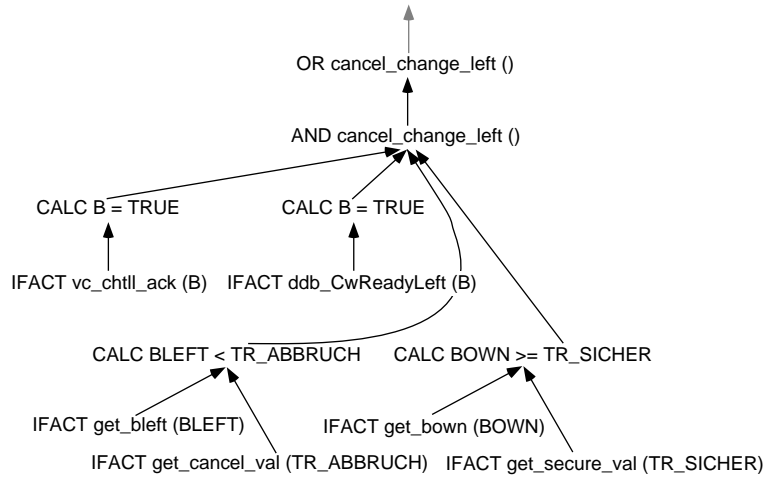 OR cancel_change_left ()
AND cancel_change_left ()
CALC B = TRUE
CALC B = TRUE
IFACT vc_chtll_ack (B)
IFACT ddb_CwReadyLeft (B)
CALC BLEFT < TR_ABBRUCH
CALC BOWN >= TR_SICHER
IFACT get_bleft (BLEFT)
IFACT get_bown (BOWN)
IFACT get_cancel_val (TR_ABBRUCH)
IFACT get_secure_val (TR_SICHER)